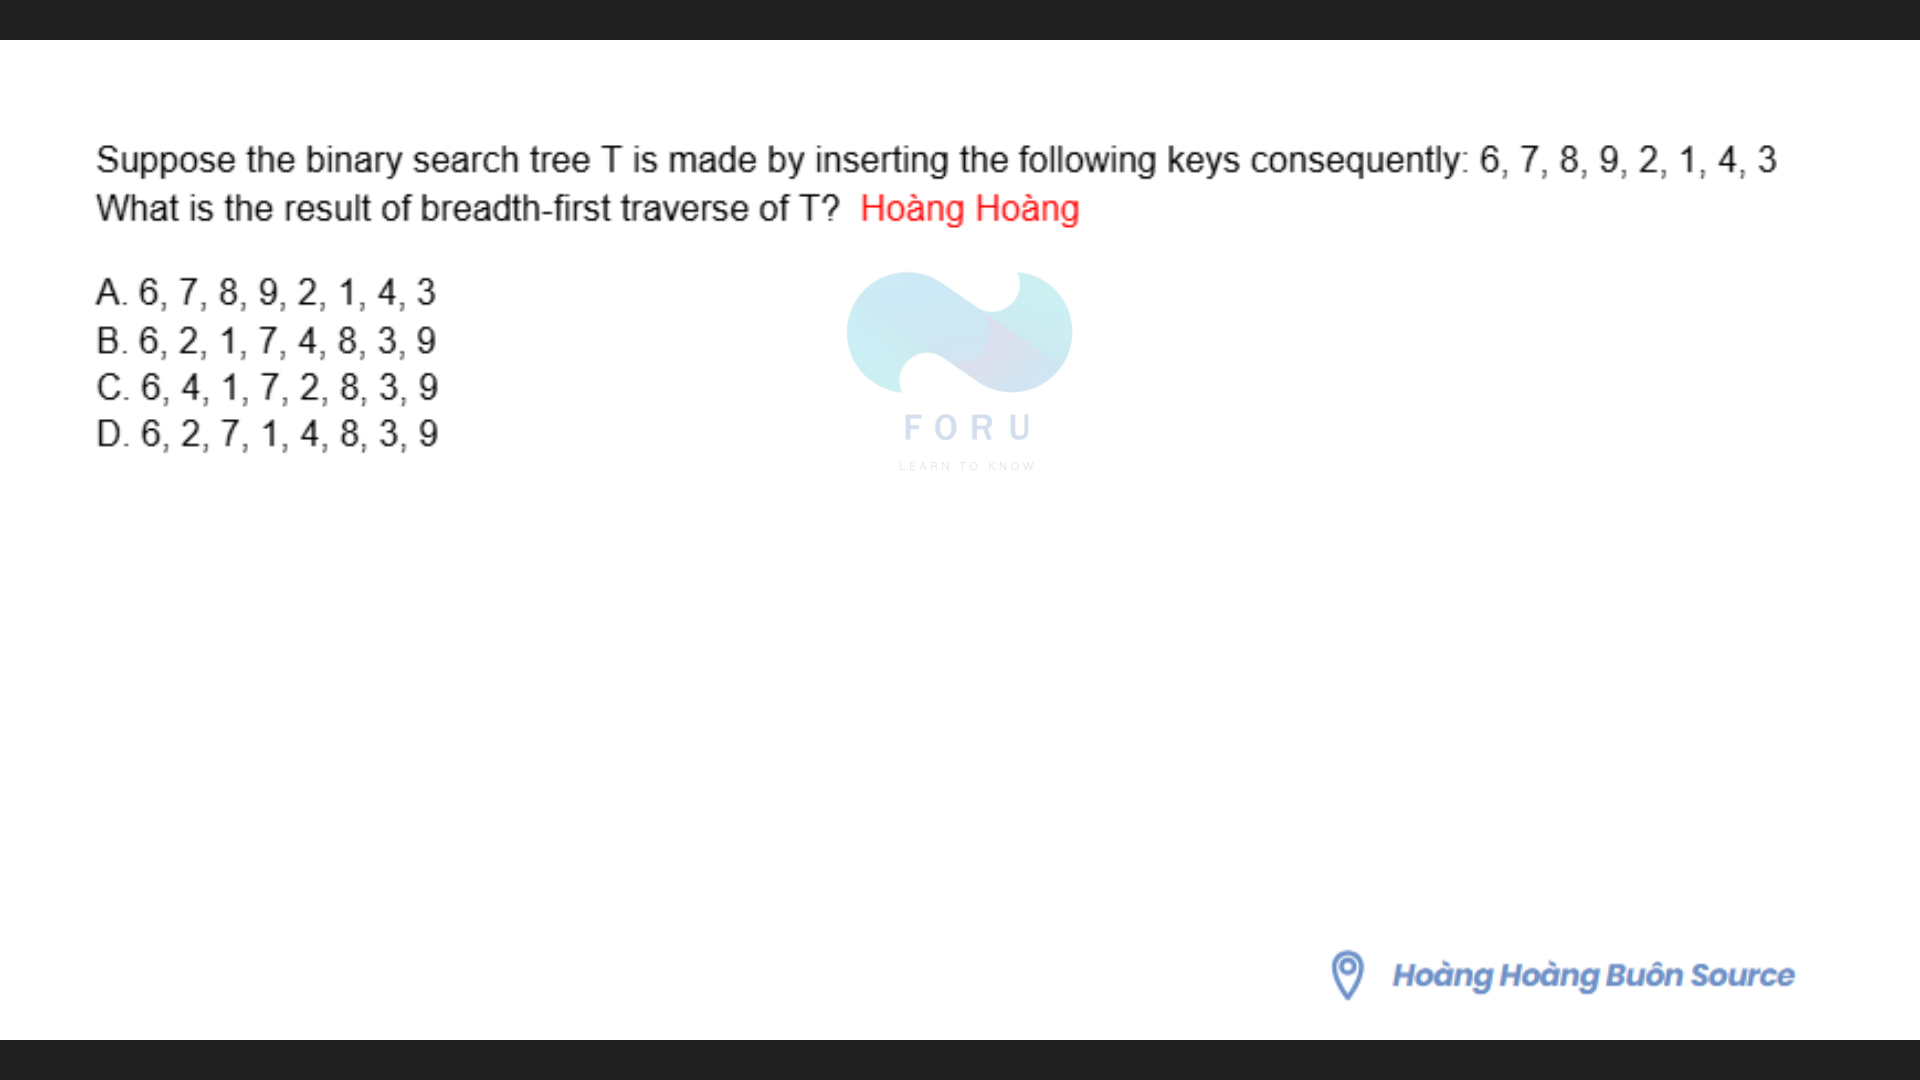 Suppose the binary search tree T is made by inserting the following keys consequently: 6, 7, 8, 9, 2, 1, 4, 3
What is the result of breadth-first traverse of T? Hoàng Hoàng
A. 6, 7, 8, 9, 2, 1, 4, 3
B. 6, 2, 1, 7, 4, 8, 3, 9
C. 6, 4, 1, 7, 2, 8, 3, 9
D. 6, 2, 7, 1, 4, 8, 3, 9
FORU
LEARN TO KNOW
Hoàng Hoàng Buôn Source